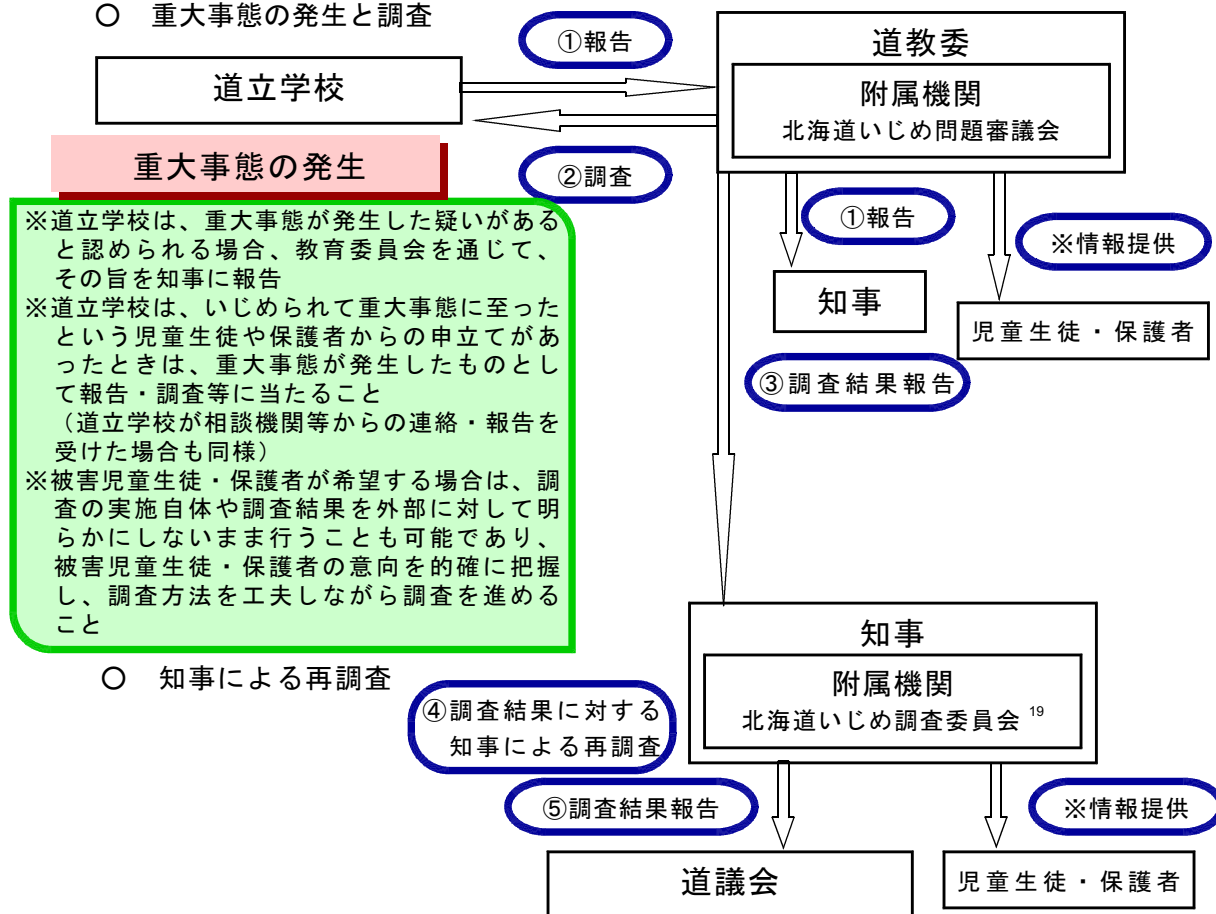 ○ 重大事態の発生と調査
①報告
道立学校
道教委
附属機関
北海道いじめ問題審議会
②調査
重大事態の発生
※道立学校は、重大事態が発生した疑いがある
と認められる場合、教育委員会を通じて、
その旨を知事に報告
※道立学校は、いじめられて重大事態に至った
という児童生徒や保護者からの申立てがあ
ったときは、重大事態が発生したものとし
て報告・調査等に当たること
(道立学校が相談機関等からの連絡・報告を
受けた場合も同様)
※被害児童生徒・保護者が希望する場合は、調
査の実施自体や調査結果を外部に対して明
らかにしないまま行うことも可能であり、
被害児童生徒・保護者の意向を的確に把握
し、調査方法を工夫しながら調査を進める
こと
①報告
※情報提供
知事
児童生徒・保護者
③調査結果報告
○ 知事による再調査
知事
附属機関
北海道いじめ調査委員会 19
④調査結果に対する
知事による再調査
⑤調査結果報告
※情報提供
道議会
児童生徒・保護者